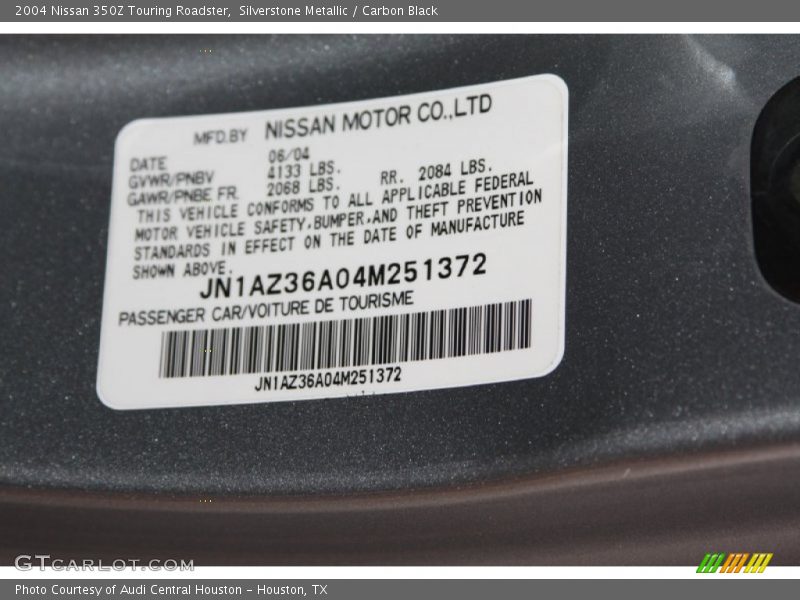 2004 Nissan 350Z Touring Roadster,  Silverstone Metallic / Carbon Black
MFD.BY NISSAN MOTOR CO.,LTD
DATE 06/04
GVWR/PNBV 4133 LBS.
GAWR/PNBE FR. 2068 LBS. RR. 2084 LBS.
THIS VEHICLE CONFORMS TO ALL APPLICABLE FEDERAL
MOTOR VEHICLE SAFETY,BUMPER,AND THEFT PREVENTION
STANDARDS IN EFFECT ON THE DATE OF MANUFACTURE
SHOWN ABOVE.
JN1AZ36A04M251372
PASSENGER CAR/VOITURE DE TOURISME
JN1AZ36A04M251372
GTCARLOT.COM
Photo Courtesy of Audi Central Houston - Houston, TX